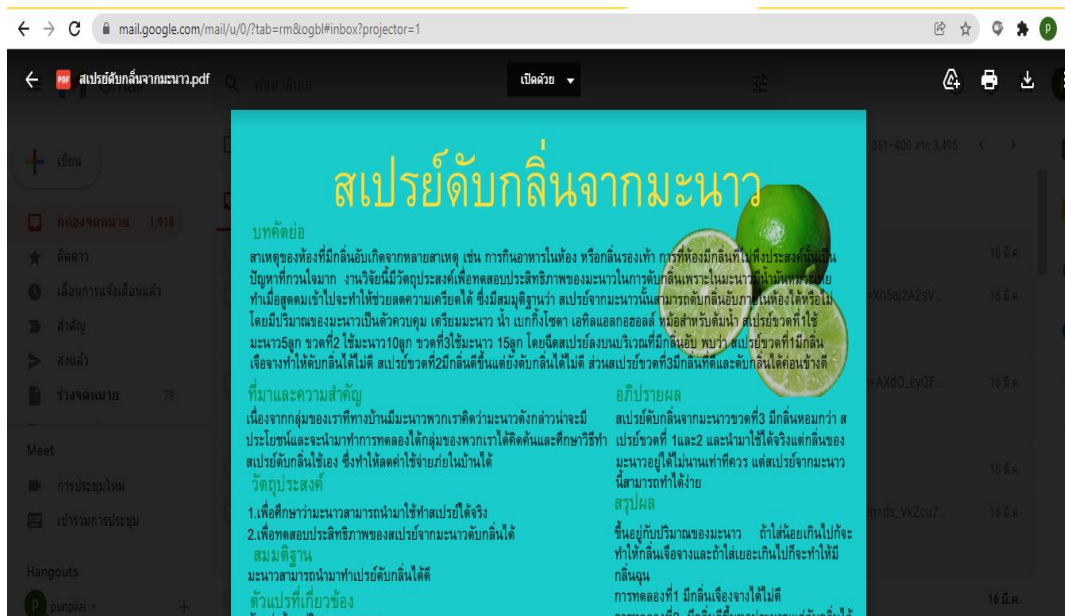 mail.google.com/mail/u/0/?tab=rm&ogbl#inbox?projector=1
สเปรย์ดับกลิ่นจากมะนาว.pdf
เปิดด้วย
ค้นหาอีเมล
351–400 จาก 3,495
เขียน
กล่องจดหมาย 1,918
ติดดาว
เลื่อนการแจ้งเตือนแล้ว
สำคัญ
ส่งแล้ว
ร่างจดหมาย 79
Meet
การประชุมใหม่
เข้าร่วมการประชุม
Hangouts
punpilai
สเปรย์ดับกลิ่นจากมะนาว
บทคัดย่อ
สาเหตุของห้องที่มีกลิ่นอับเกิดจากหลายสาเหตุ เช่น การกินอาหารในห้อง หรือกลิ่นรองเท้า การที่ห้องมีกลิ่นที่ไม่พึงประสงค์นั้นเป็น
ปัญหาที่กวนใจมาก งานวิจัยนี้มีวัตถุประสงค์เพื่อทดสอบประสิทธิภาพของมะนาวในการดับกลิ่นเพราะในมะนาวมีน้ำมันหอมระเหย
ทำเมื่อสูดดมเข้าไปจะทำให้ช่วยลดความเครียดได้ ซึ่งมีสมมุติฐานว่า สเปรย์จากมะนาวนั้นสามารถดับกลิ่นอับภายในห้องได้หรือไม่
โดยมีปริมาณของมะนาวเป็นตัวควบคุม เตรียมมะนาว น้ำ เบกกิ้งโซดา เอทิลแอลกอฮอลล์ หม้อสำหรับต้มน้ำ สเปรย์ขวดที่1ใช้
มะนาว5ลูก ขวดที่2 ใช้มะนาว10ลูก ขวดที่3ใช้มะนาว 15ลูก โดยฉีดสเปรย์ลงบนบริเวณที่มีกลิ่นอับ พบว่า สเปรย์ขวดที่1มีกลิ่น
เจือจางทำให้ดับกลิ่นได้ไม่ดี สเปรย์ขวดที่2มีกลิ่นดีขึ้นแต่ยังดับกลิ่นได้ไม่ดี ส่วนสเปรย์ขวดที่3มีกลิ่นที่ดีและดับกลิ่นได้ค่อนข้างดี
ที่มาและความสำคัญ
เนื่องจากกลุ่มของเราที่ทางบ้านมีมะนาวพวกเราคิดว่ามะนาวดังกล่าวน่าจะมี
ประโยชน์และจะนำมาทำการทดลองได้กลุ่มของพวกเราได้คิดค้นและศึกษาวิธีทำ
สเปรย์ดับกลิ่นใช้เอง ซึ่งทำให้ลดค่าใช้จ่ายภายในบ้านได้
วัตถุประสงค์
1.เพื่อศึกษาว่ามะนาวสามารถนำมาใช้ทำสเปรย์ได้จริง
2.เพื่อทดสอบประสิทธิภาพของสเปรย์จากมะนาวดับกลิ่นได้
สมมติฐาน
มะนาวสามารถนำมาทำเปรย์ดับกลิ่นได้ดี
ตัวแปรที่เกี่ยวข้อง
อภิปรายผล
สเปรย์ดับกลิ่นจากมะนาวขวดที่3 มีกลิ่นหอมกว่า ส
เปรย์ขวดที่ 1และ2 และนำมาใช้ได้จริงแต่กลิ่นของ
มะนาวอยู่ได้ไม่นานเท่าที่ควร แต่สเปรย์จากมะนาว
นี้สามารถทำได้ง่าย
สรุปผล
ขึ้นอยู่กับปริมาณของมะนาว ถ้าใส่น้อยเกินไปก็จะ
ทำให้กลิ่นเจือจางและถ้าใส่เยอะเกินไปก็จะทำให้มี
กลิ่นฉุน
การทดลองที่1 มีกลิ่นเจืองจางได้ไม่ดี
16 มี.ค.
16 มี.ค.
16 มี.ค.
16 มี.ค.
16 มี.ค.
16 มี.ค.